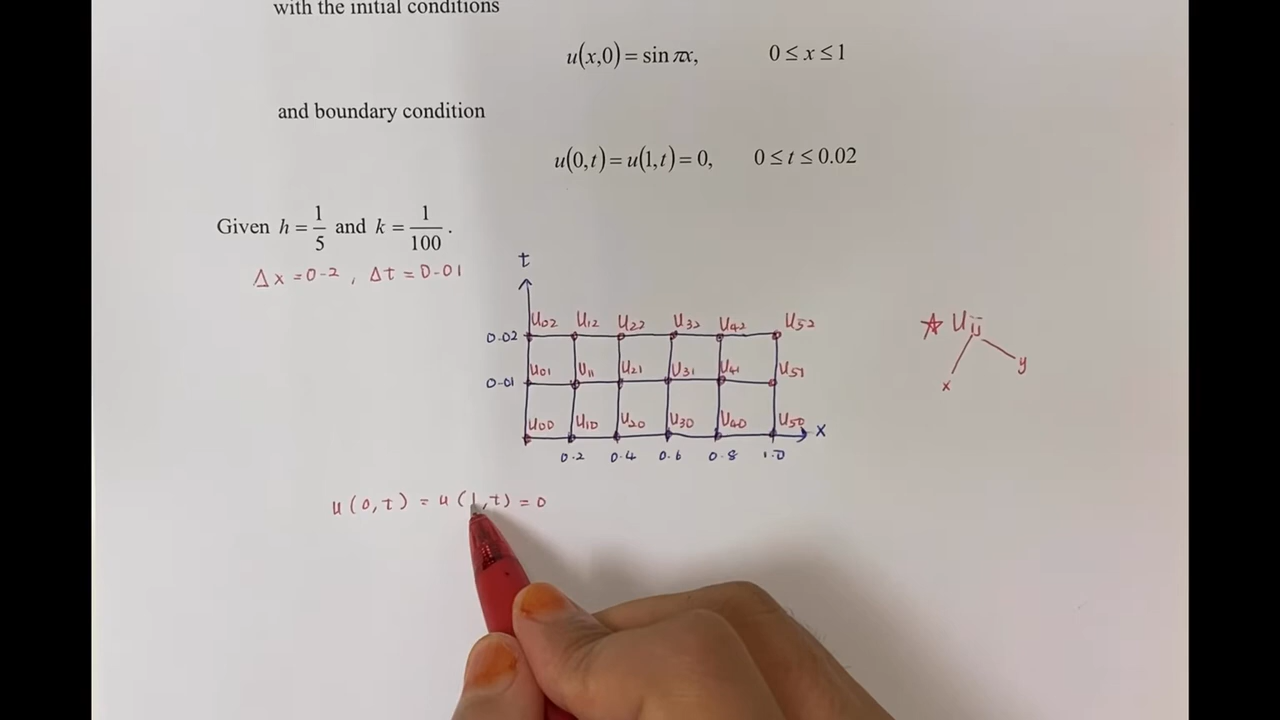 with the initial conditions
u(x,0) = sin πx, 0 ≤ x ≤ 1
and boundary condition
u(0,t) = u(1,t) = 0, 0 ≤ t ≤ 0.02
Given h = 1/5 and k = 1/100 .
Δx = 0.2 , Δt = 0.01
t
U02 U12 U22 U32 U42 U52
0.02
☆ Uij
x y
U01 U11 U21 U31 U41 U51
0.01
U00 U10 U20 U30 U40 U50
x
0.2 0.4 0.6 0.8 1.0
u(0,t) = u(1,t) = 0